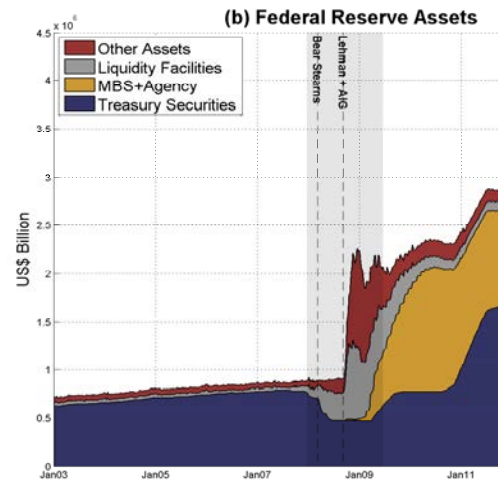 (b) Federal Reserve Assets
4.5 x 10^6
4
3.5
3
2.5
2
1.5
1
0.5
0
US$ Billion
Other Assets
Liquidity Facilities
MBS+Agency
Treasury Securities
Bear Stearns
Lehman + AIG
Jan03 Jan05 Jan07 Jan09 Jan11